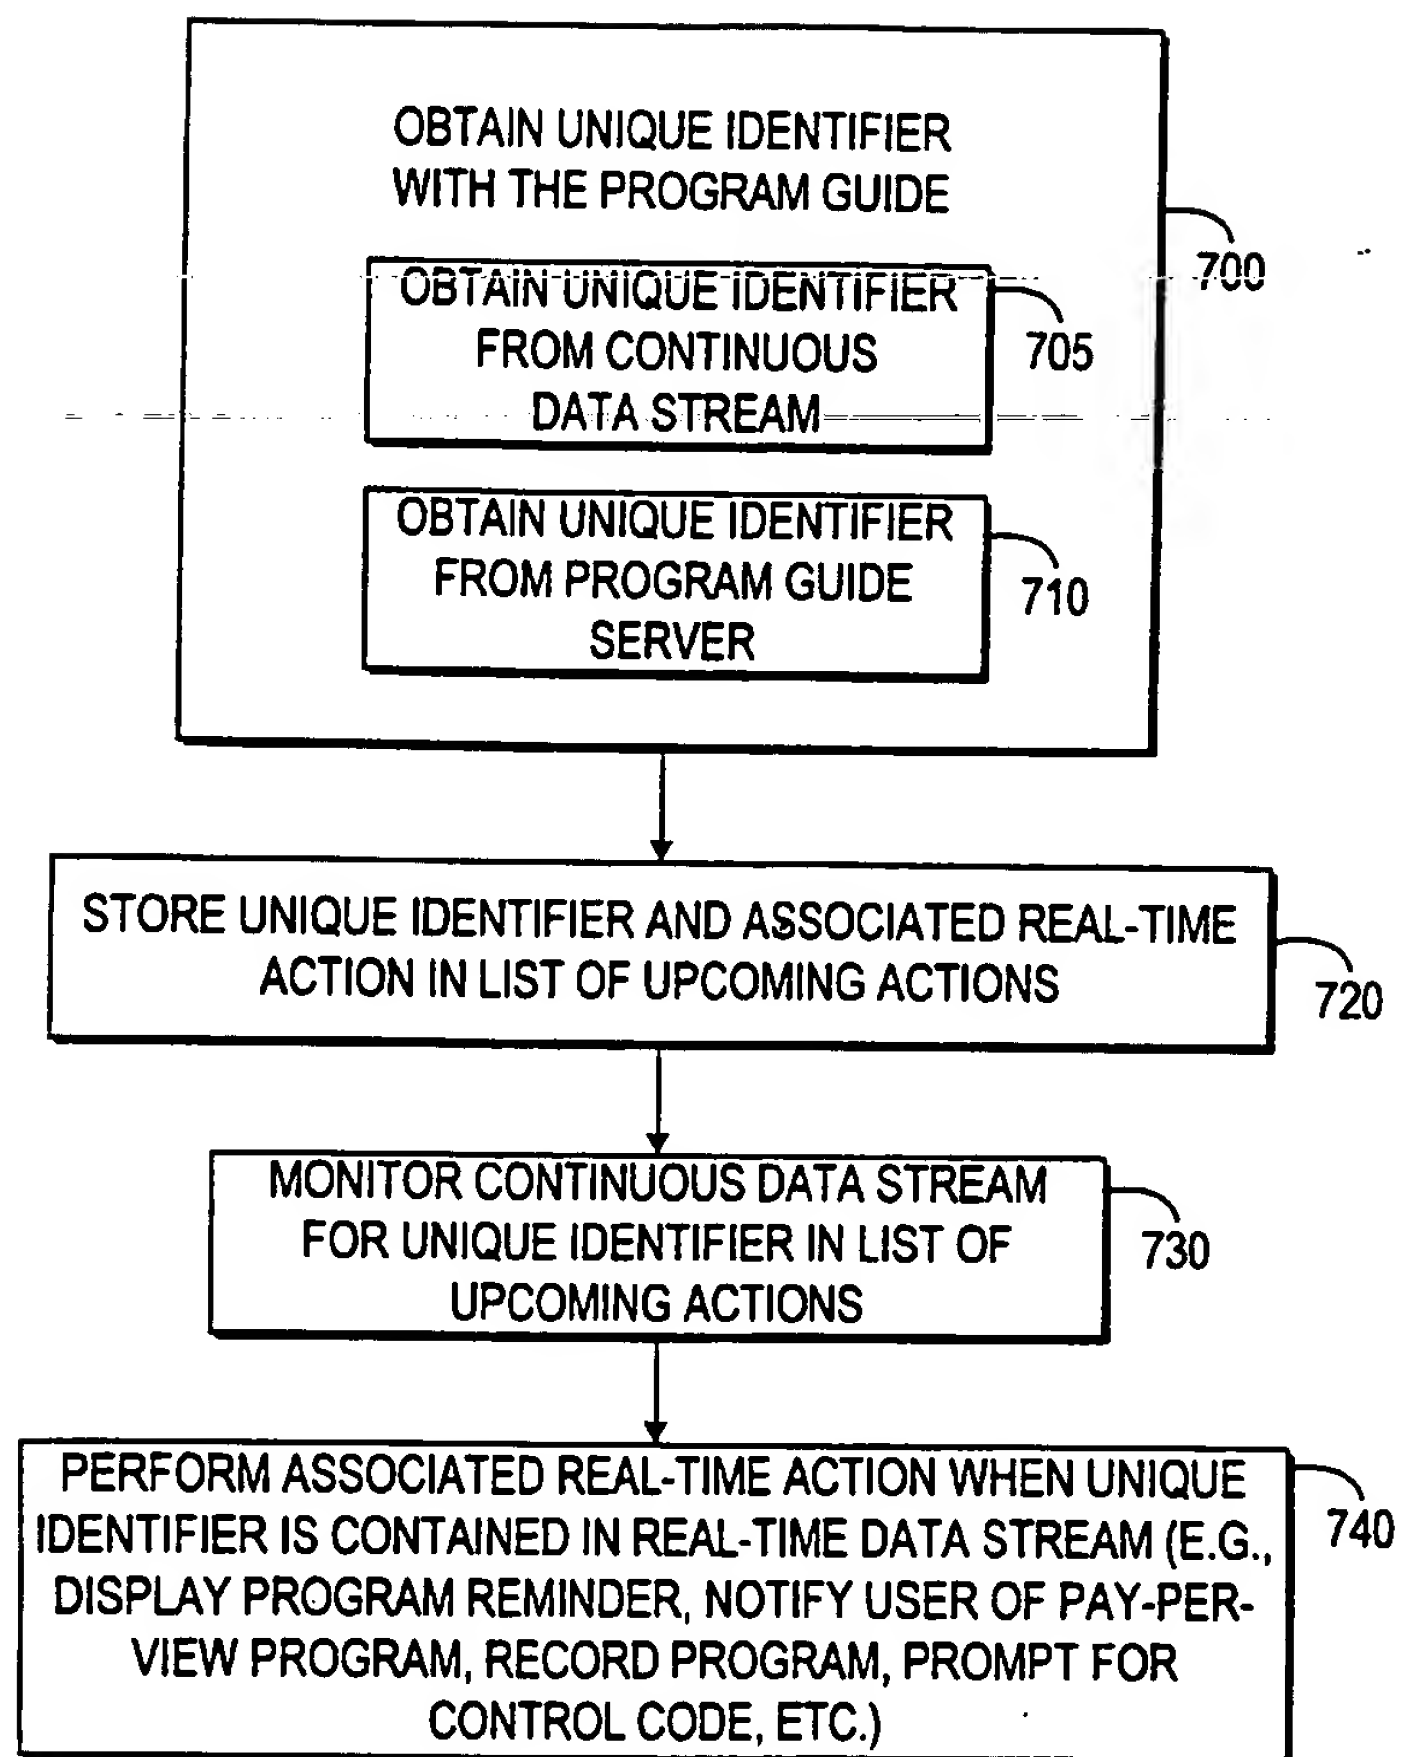 OBTAIN UNIQUE IDENTIFIER
WITH THE PROGRAM GUIDE
700
OBTAIN UNIQUE IDENTIFIER
FROM CONTINUOUS
DATA STREAM
705
OBTAIN UNIQUE IDENTIFIER
FROM PROGRAM GUIDE
SERVER
710
STORE UNIQUE IDENTIFIER AND ASSOCIATED REAL-TIME
ACTION IN LIST OF UPCOMING ACTIONS
720
MONITOR CONTINUOUS DATA STREAM
FOR UNIQUE IDENTIFIER IN LIST OF
UPCOMING ACTIONS
730
PERFORM ASSOCIATED REAL-TIME ACTION WHEN UNIQUE
IDENTIFIER IS CONTAINED IN REAL-TIME DATA STREAM (E.G.,
DISPLAY PROGRAM REMINDER, NOTIFY USER OF PAY-PER-
VIEW PROGRAM, RECORD PROGRAM, PROMPT FOR
CONTROL CODE, ETC.)
740